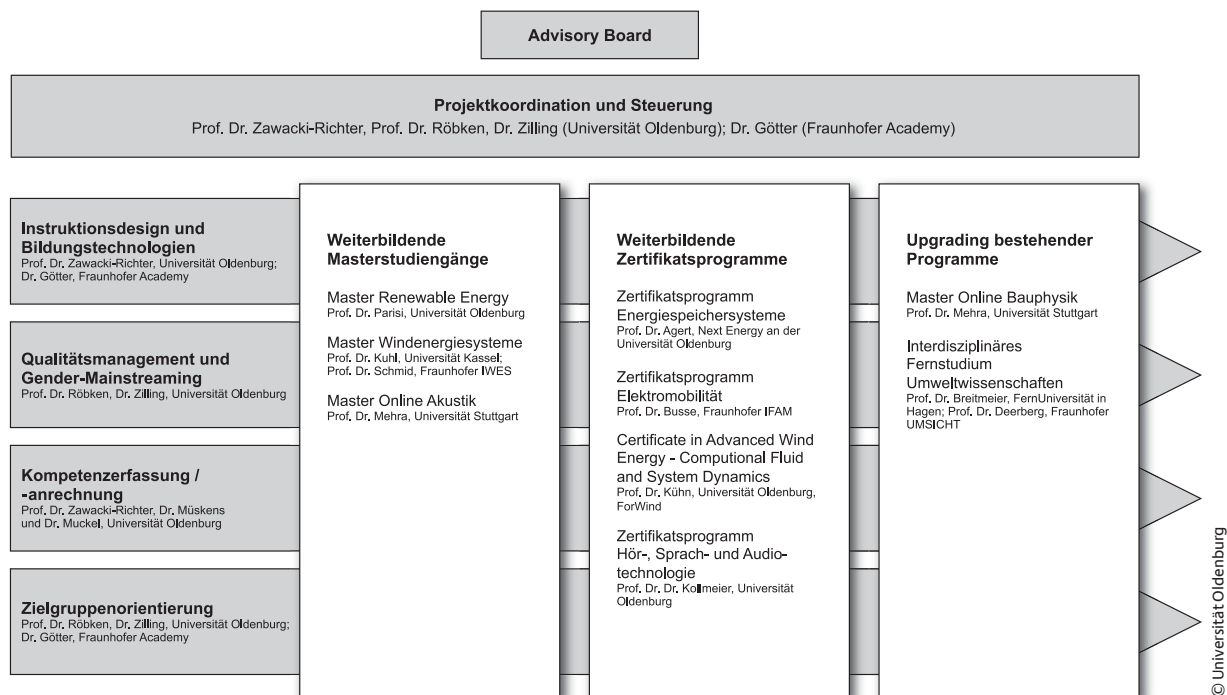 Advisory Board
Projektkoordination und Steuerung
Prof. Dr. Zawacki-Richter, Prof. Dr. Röbken, Dr. Zilling (Universität Oldenburg); Dr. Götter (Fraunhofer Academy)
Instruktionsdesign und
Bildungstechnologien
Prof. Dr. Zawacki-Richter, Universität Oldenburg;
Dr. Götter, Fraunhofer Academy
Qualitätsmanagement und
Gender-Mainstreaming
Prof. Dr. Röbken, Dr. Zilling, Universität Oldenburg
Kompetenzerfassung /
-anrechnung
Prof. Dr. Zawacki-Richter, Dr. Müskens
und Dr. Muckel, Universität Oldenburg
Zielgruppenorientierung
Prof. Dr. Röbken, Dr. Zilling, Universität Oldenburg;
Dr. Götter, Fraunhofer Academy
Weiterbildende
Masterstudiengänge
Master Renewable Energy
Prof. Dr. Parisi, Universität Oldenburg
Master Windenergiesysteme
Prof. Dr. Kuhl, Universität Kassel;
Prof. Dr. Schmid, Fraunhofer IWES
Master Online Akustik
Prof. Dr. Mehra, Universität Stuttgart
Weiterbildende
Zertifikatsprogramme
Zertifikatsprogramm
Energiespeichersysteme
Prof. Dr. Agert, Next Energy an der
Universität Oldenburg
Zertifikatsprogramm
Elektromobilität
Prof. Dr. Busse, Fraunhofer IFAM
Certificate in Advanced Wind
Energy - Computional Fluid
and System Dynamics
Prof. Dr. Kühn, Universität Oldenburg,
ForWind
Zertifikatsprogramm
Hör-, Sprach- und Audio-
technologie
Prof. Dr. Dr. Kollmeier, Universität
Oldenburg
Upgrading bestehender
Programme
Master Online Bauphysik
Prof. Dr. Mehra, Universität Stuttgart
Interdisziplinäres
Fernstudium
Umweltwissenschaften
Prof. Dr. Breitmeier, FernUniversität in
Hagen; Prof. Dr. Deerberg, Fraunhofer
UMSICHT
© Universität Oldenburg